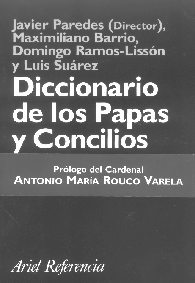 Javier Paredes (Director),
Maximiliano Barrio,
Domingo Ramos-Lissón
y Luis Suárez
Diccionario
de los Papas
y Concilios
Prólogo del Cardenal
ANTONIO MARÍA ROUCO VARELA
Ariel Referencia